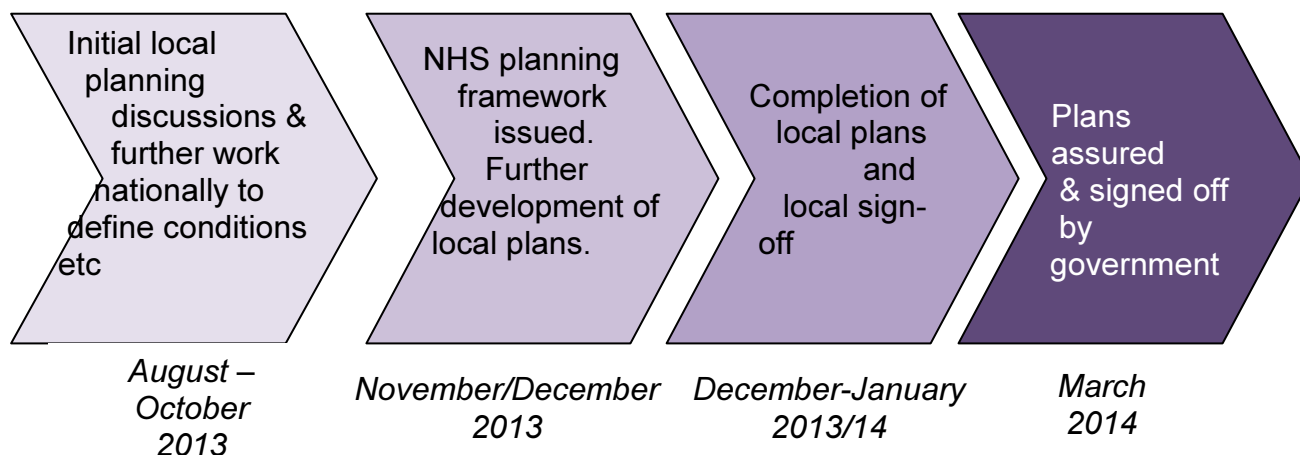 Initial local
planning
discussions &
further work
nationally to
define conditions
etc
NHS planning
framework
issued.
Further
development of
local plans.
Completion of
local plans
and
local sign-
off
Plans
assured
& signed off
by
government
August –
October
2013
November/December
2013
December-January
2013/14
March
2014